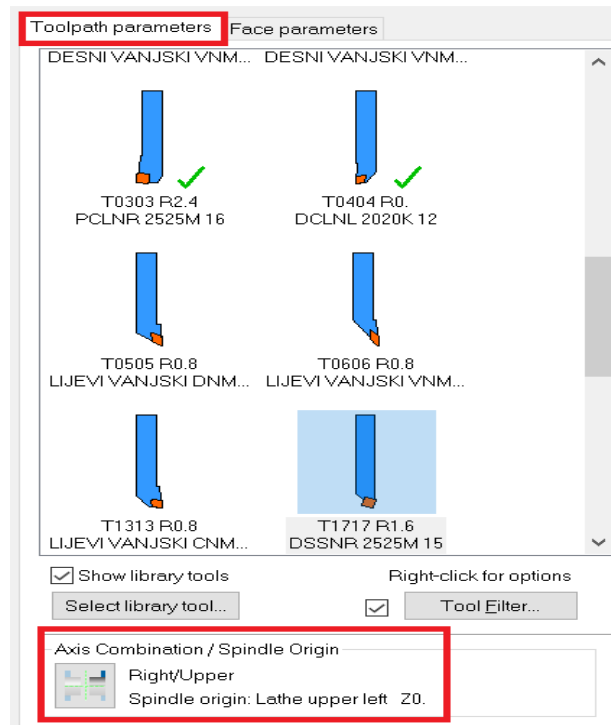 Toolpath parameters Face parameters
DESNI VANJSKI VNM... DESNI VANJSKI VNM...
T0303 R2.4 T0404 R0.
PCLNR 2525M 16 DCLNL 2020K 12
T0505 R0.8 T0606 R0.8
LIJEVI VANJSKI DNM... LIJEVI VANJSKI VNM...
T1313 R0.8 T1717 R1.6
LIJEVI VANJSKI CNM... DSSNR 2525M 15
Show library tools Right-click for options
Select library tool... Tool Filter...
Axis Combination / Spindle Origin
Right/Upper
Spindle origin: Lathe upper left Z0.